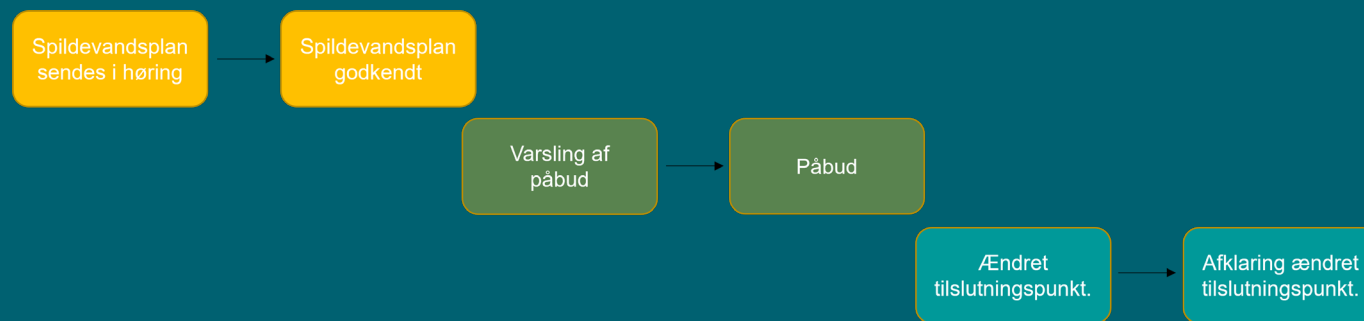 Spildevandsplan
sendes i høring
Spildevandsplan
godkendt
Varsling af
påbud
Påbud
Ændret
tilslutningspunkt.
Afklaring ændret
tilslutningspunkt.